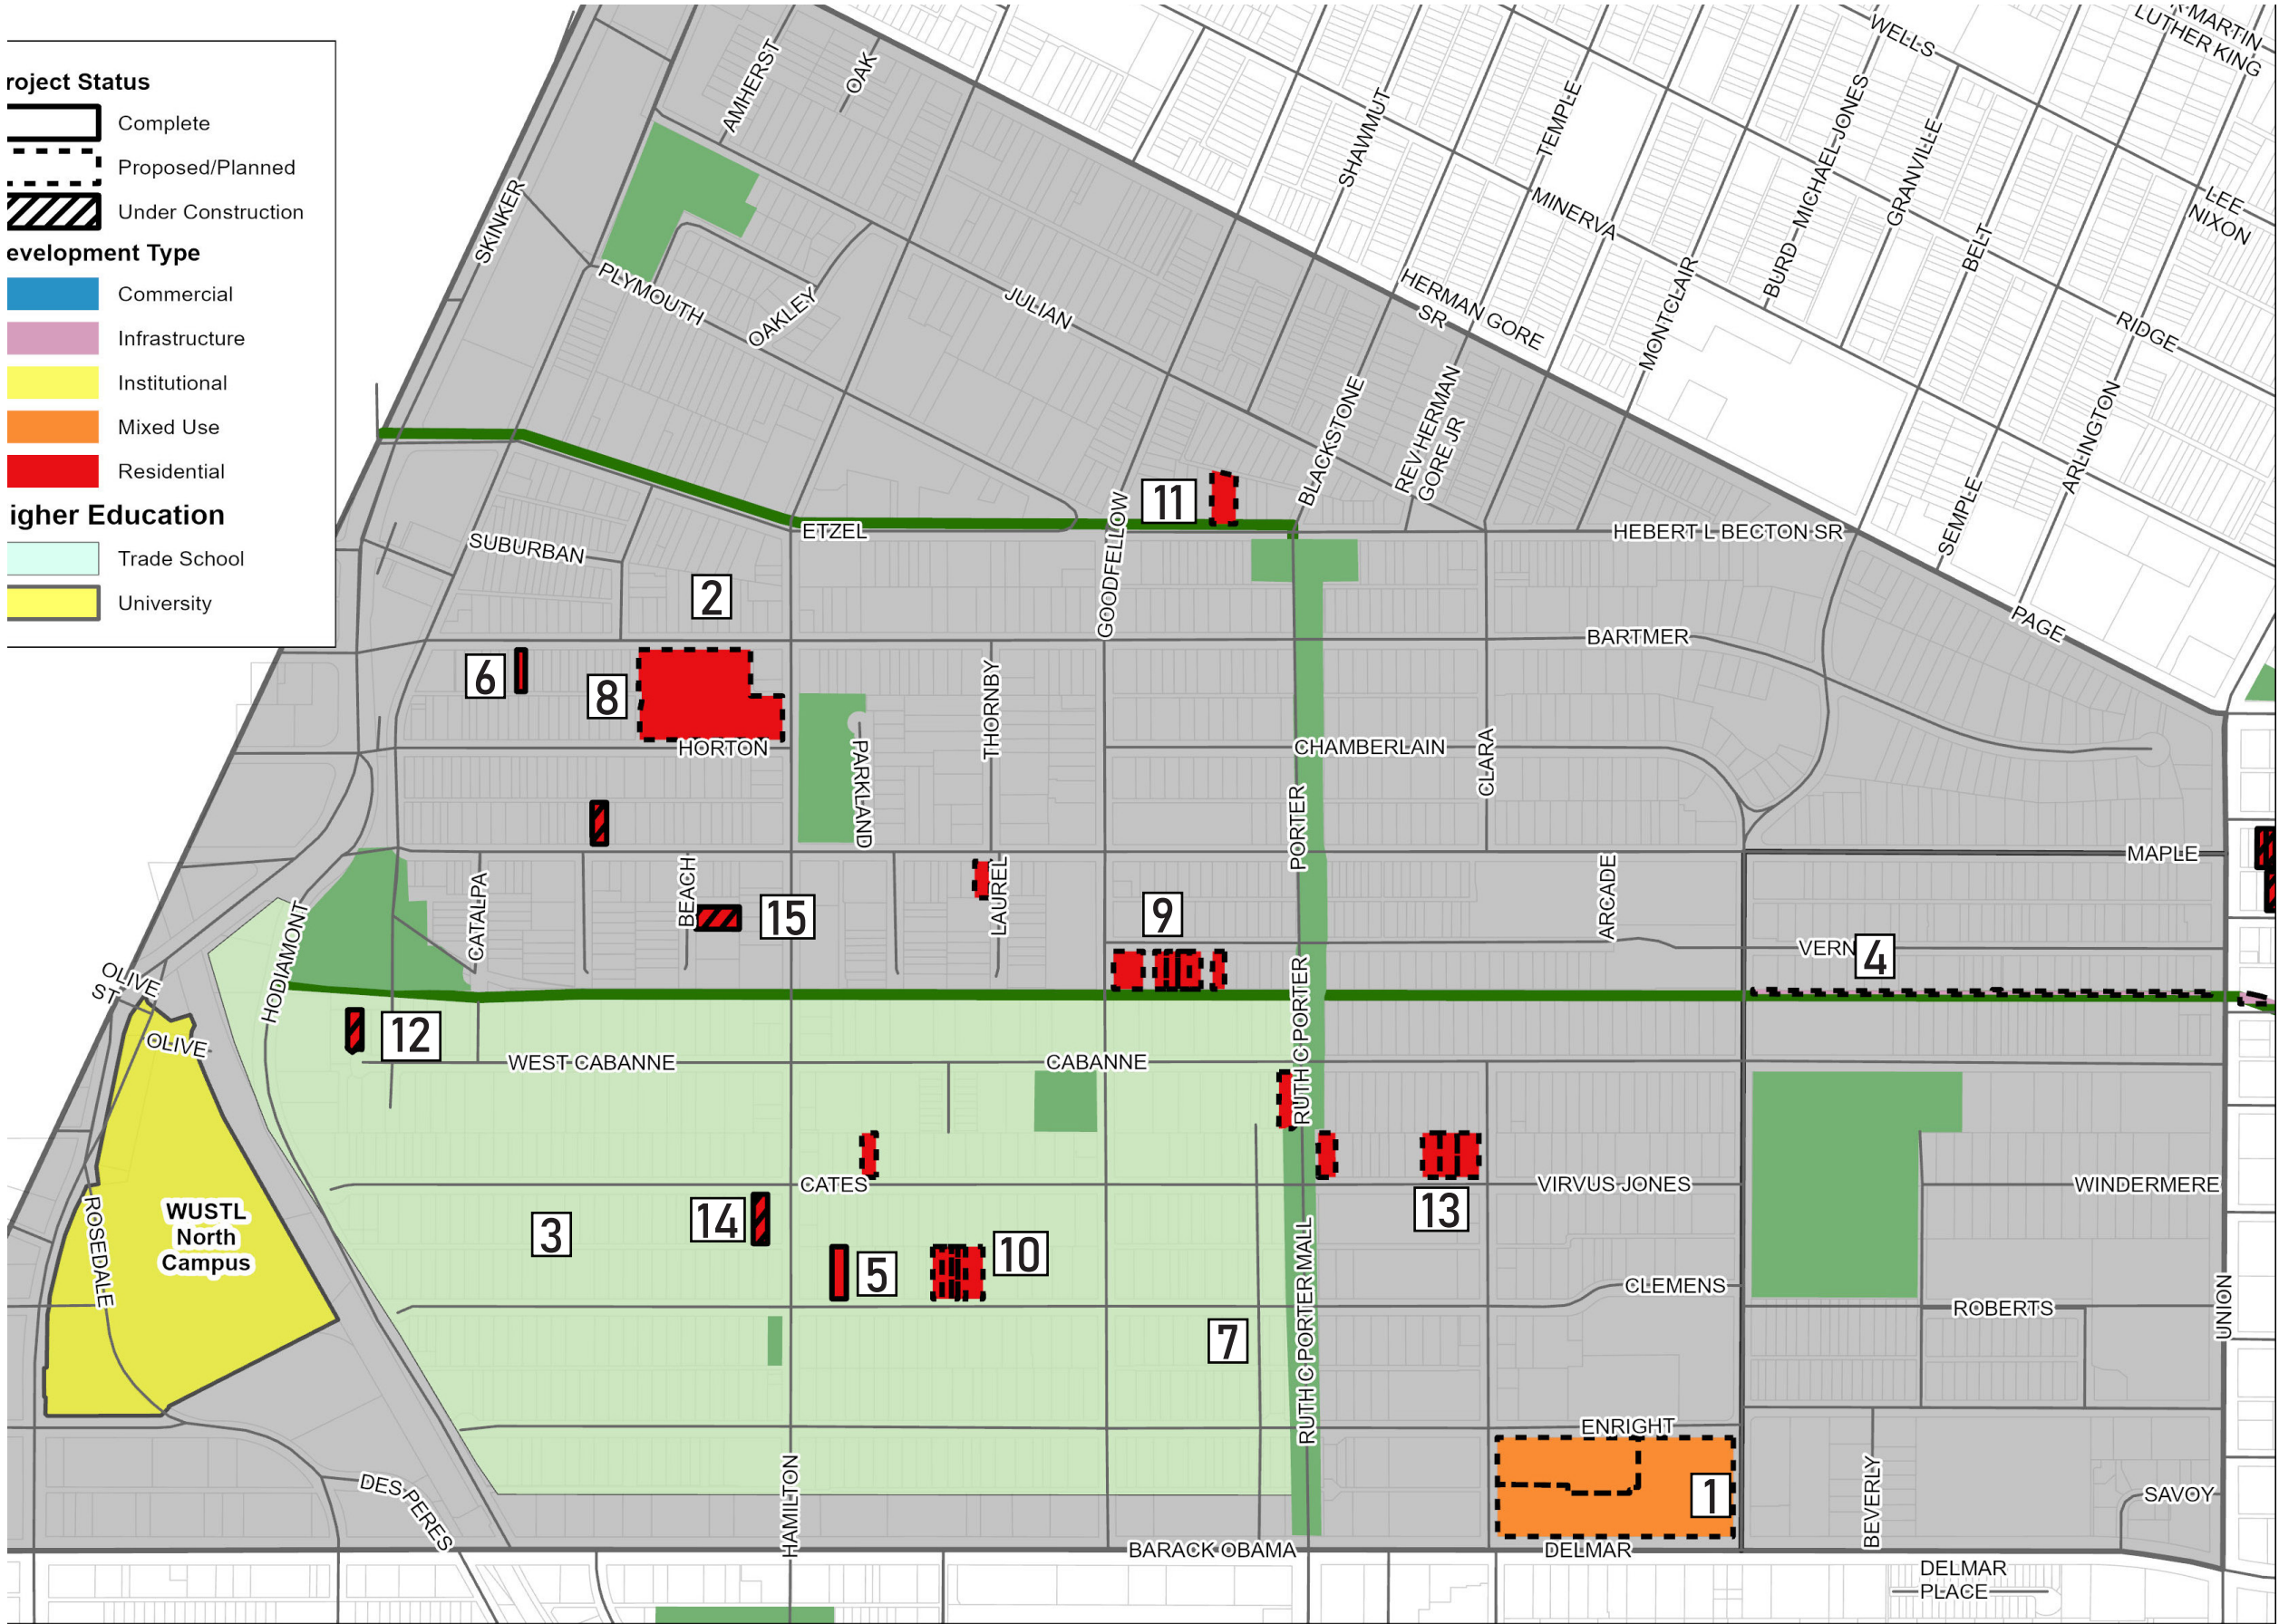 roject Status
Complete
Proposed/Planned
Under Construction
evelopment Type
Commercial
Infrastructure
Institutional
Mixed Use
Residential
igher Education
Trade School
University
SKINKER
AMHERST
OAK
SHAWMUT
TEMPLE
WELLS
R MARTIN
LUTHER KING
BURD
MICHAEL JONES
GRANVILLE
MINERVA
BELT
LEE
NIXON
PLYMOUTH
OAKLEY
JULIAN
HERMAN GORE
SR
MONTCLAIR
RIDGE
ARLINGTON
BLACKSTONE
REV HERMAN
GORE JR
SEMPLE
11
ETZEL
GOODFELLOW
HEBERT L BECTON SR
SUBURBAN
2
BARTMER
PAGE
6
8
HORTON
PARKLAND
THORNBY
CHAMBERLAIN
CLARA
PORTER
MAPLE
CATALPA
BEACH
15
LAUREL
9
ARCADE
VERN
4
HODIAMONT
OLIVE
ST
OLIVE
12
WEST CABANNE
CABANNE
RUTH C PORTER
CATES
VIRVUS JONES
WINDERMERE
ROSEDALE
WUSTL
North
Campus
3
14
5
10
13
CLEMENS
ROBERTS
UNION
7
RUTH C PORTER MALL
ENRIGHT
1
DES PERES
HAMILTON
BEVERLY
SAVOY
BARACK OBAMA
DELMAR
DELMAR
PLACE